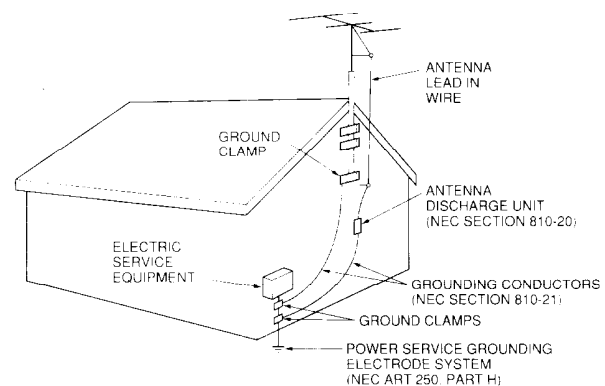 ANTENNA
LEAD IN
WIRE
GROUND
CLAMP
ANTENNA
DISCHARGE UNIT
(NEC SECTION 810-20)
ELECTRIC
SERVICE
EQUIPMENT
GROUNDING CONDUCTORS
(NEC SECTION 810-21)
GROUND CLAMPS
POWER SERVICE GROUNDING
ELECTRODE SYSTEM
(NEC ART 250, PART H)